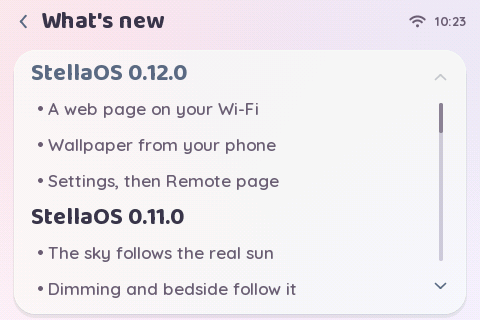 What's new
10:23
StellaOS 0.12.0
• A web page on your Wi-Fi
• Wallpaper from your phone
• Settings, then Remote page
StellaOS 0.11.0
• The sky follows the real sun
• Dimming and bedside follow it